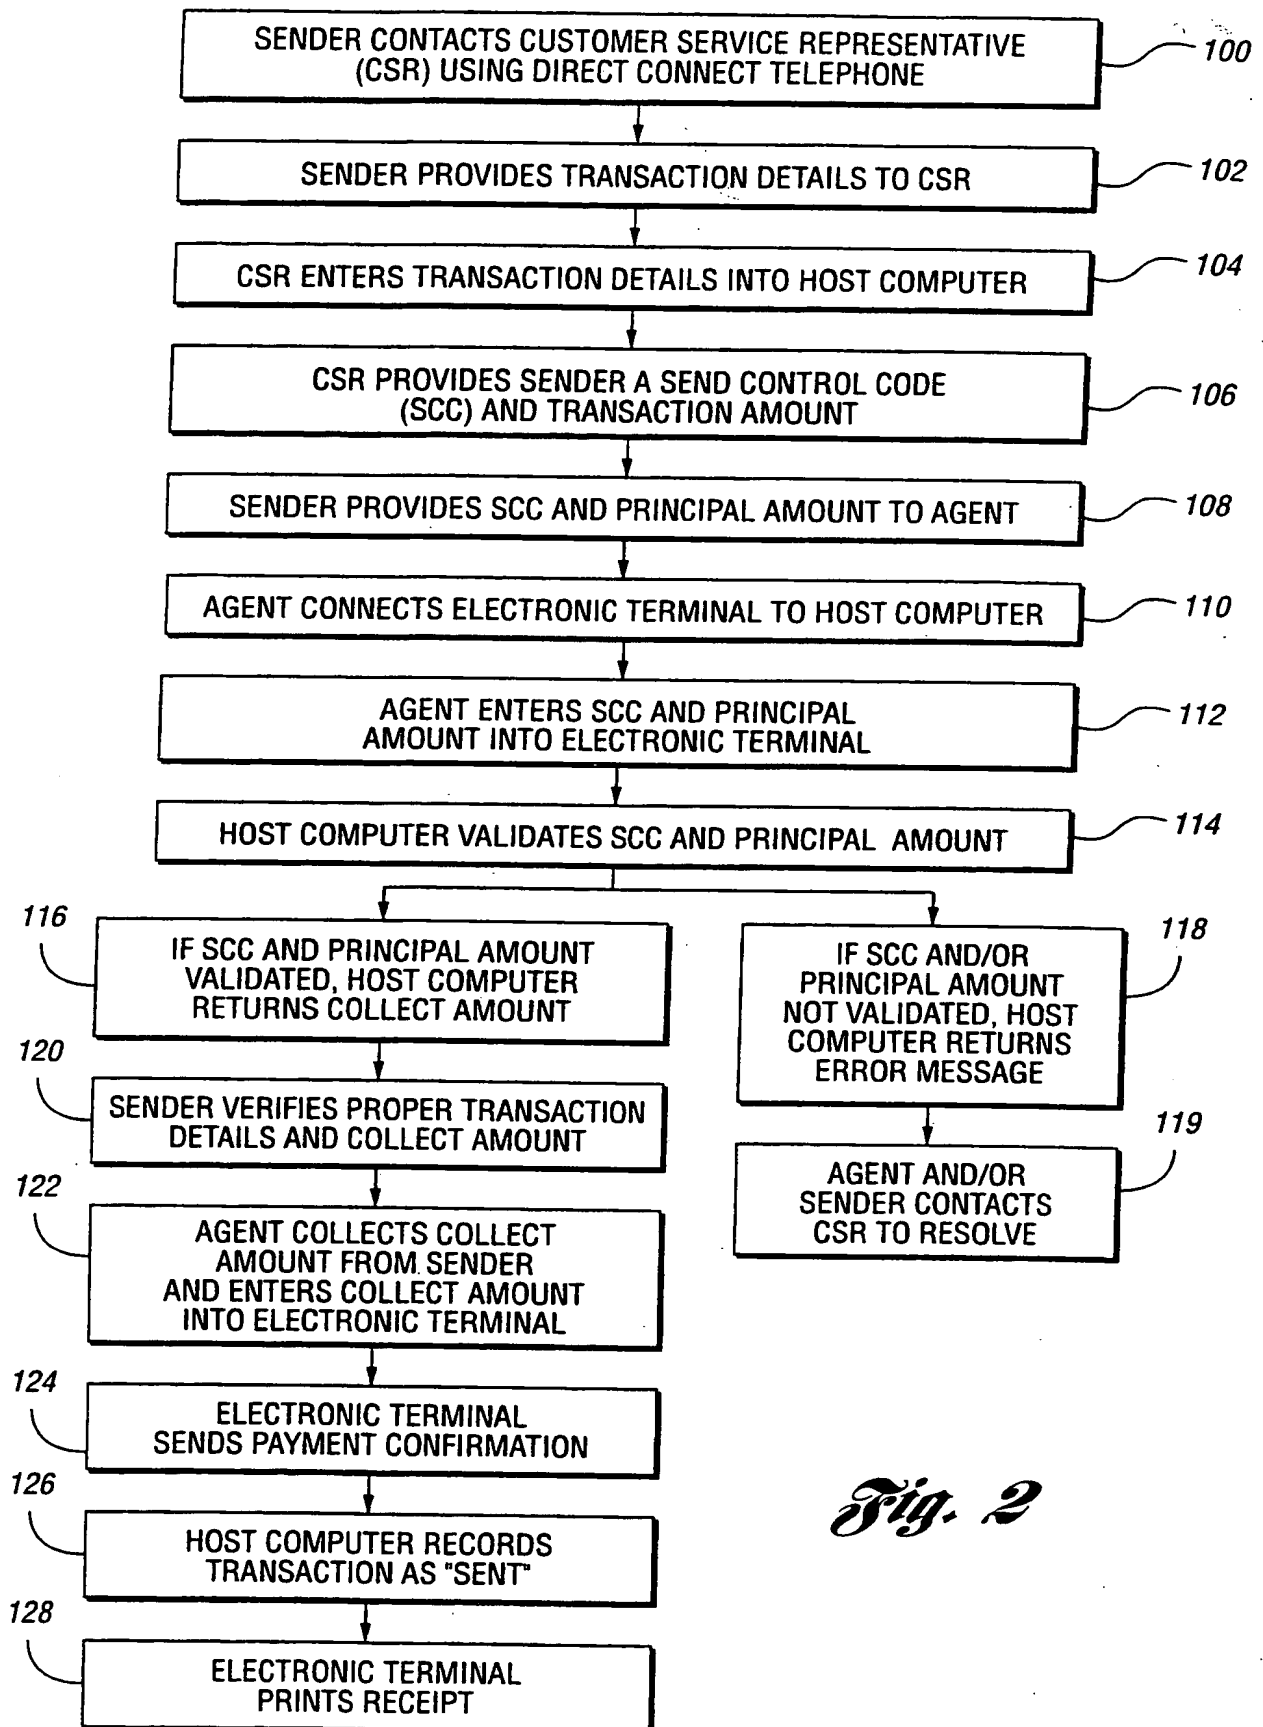 SENDER CONTACTS CUSTOMER SERVICE REPRESENTATIVE
(CSR) USING DIRECT CONNECT TELEPHONE
100
SENDER PROVIDES TRANSACTION DETAILS TO CSR
102
CSR ENTERS TRANSACTION DETAILS INTO HOST COMPUTER
104
CSR PROVIDES SENDER A SEND CONTROL CODE
(SCC) AND TRANSACTION AMOUNT
106
SENDER PROVIDES SCC AND PRINCIPAL AMOUNT TO AGENT
108
AGENT CONNECTS ELECTRONIC TERMINAL TO HOST COMPUTER
110
AGENT ENTERS SCC AND PRINCIPAL
AMOUNT INTO ELECTRONIC TERMINAL
112
HOST COMPUTER VALIDATES SCC AND PRINCIPAL AMOUNT
114
116
IF SCC AND PRINCIPAL AMOUNT
VALIDATED, HOST COMPUTER
RETURNS COLLECT AMOUNT
118
IF SCC AND/OR
PRINCIPAL AMOUNT
NOT VALIDATED, HOST
COMPUTER RETURNS
ERROR MESSAGE
120
SENDER VERIFIES PROPER TRANSACTION
DETAILS AND COLLECT AMOUNT
119
AGENT AND/OR
SENDER CONTACTS
CSR TO RESOLVE
122
AGENT COLLECTS COLLECT
AMOUNT FROM SENDER
AND ENTERS COLLECT AMOUNT
INTO ELECTRONIC TERMINAL
124
ELECTRONIC TERMINAL
SENDS PAYMENT CONFIRMATION
126
HOST COMPUTER RECORDS
TRANSACTION AS "SENT"
128
ELECTRONIC TERMINAL
PRINTS RECEIPT
Fig. 2